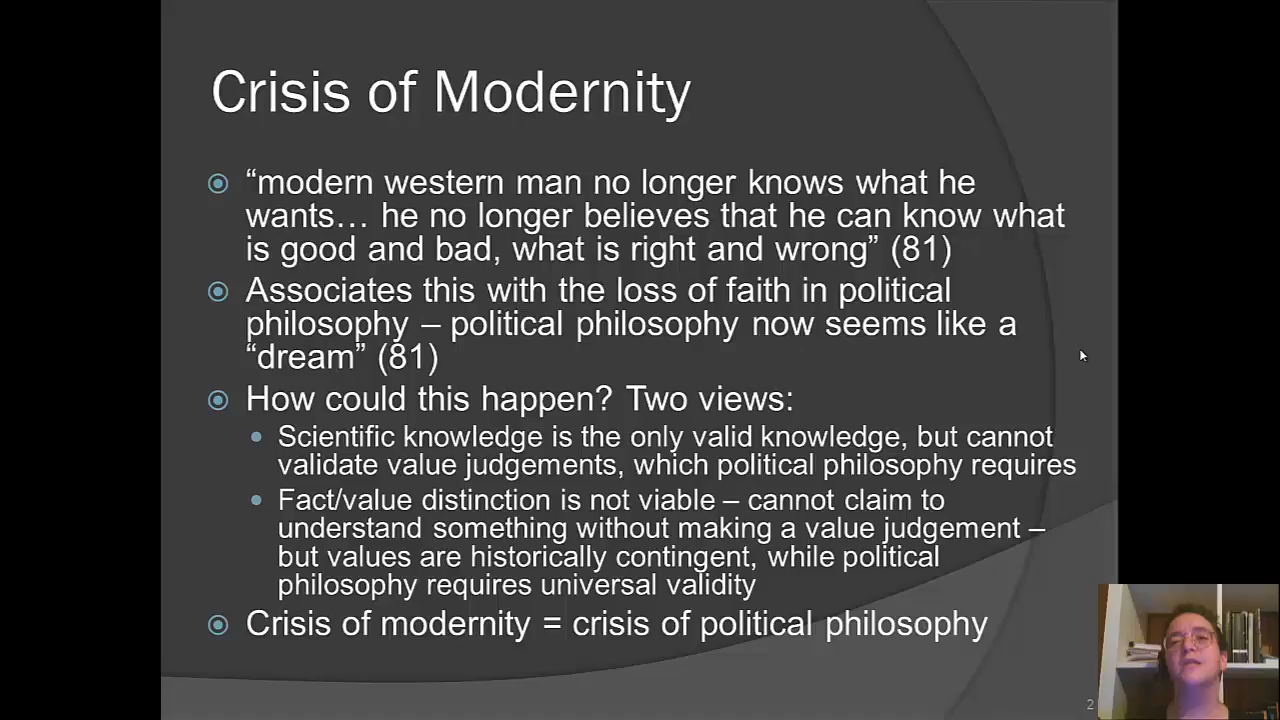 Crisis of Modernity
“modern western man no longer knows what he
wants… he no longer believes that he can know what
is good and bad, what is right and wrong” (81)
Associates this with the loss of faith in political
philosophy – political philosophy now seems like a
“dream” (81)
How could this happen? Two views:
Scientific knowledge is the only valid knowledge, but cannot
validate value judgements, which political philosophy requires
Fact/value distinction is not viable – cannot claim to
understand something without making a value judgement –
but values are historically contingent, while political
philosophy requires universal validity
Crisis of modernity = crisis of political philosophy
2